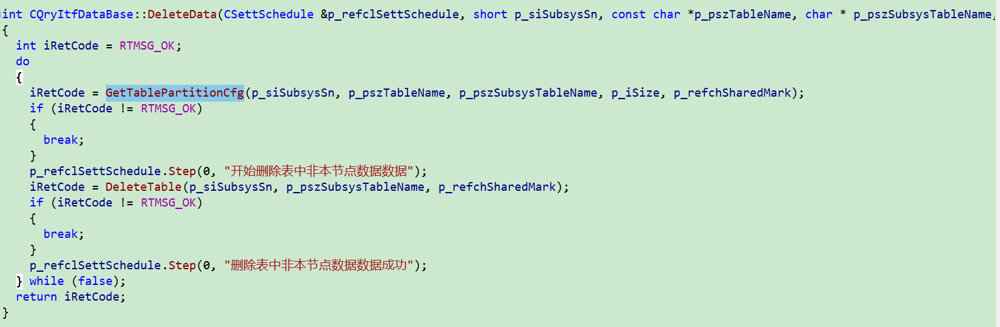 int CQryItfDataBase::DeleteData(CSettSchedule &p_refclSettSchedule, short p_siSubsysSn, const char *p_pszTableName, char * p_pszSubsysTableName,
{
  int iRetCode = RTMSG_OK;
  do
  {
    iRetCode = GetTablePartitionCfg(p_siSubsysSn, p_pszTableName, p_pszSubsysTableName, p_iSize, p_refchSharedMark);
    if (iRetCode != RTMSG_OK)
    {
      break;
    }
    p_refclSettSchedule.Step(0, "开始删除表中非本节点数据数据");
    iRetCode = DeleteTable(p_siSubsysSn, p_pszSubsysTableName, p_refchSharedMark);
    if (iRetCode != RTMSG_OK)
    {
      break;
    }
    p_refclSettSchedule.Step(0, "删除表中非本节点数据数据成功");
  } while (false);
  return iRetCode;
}